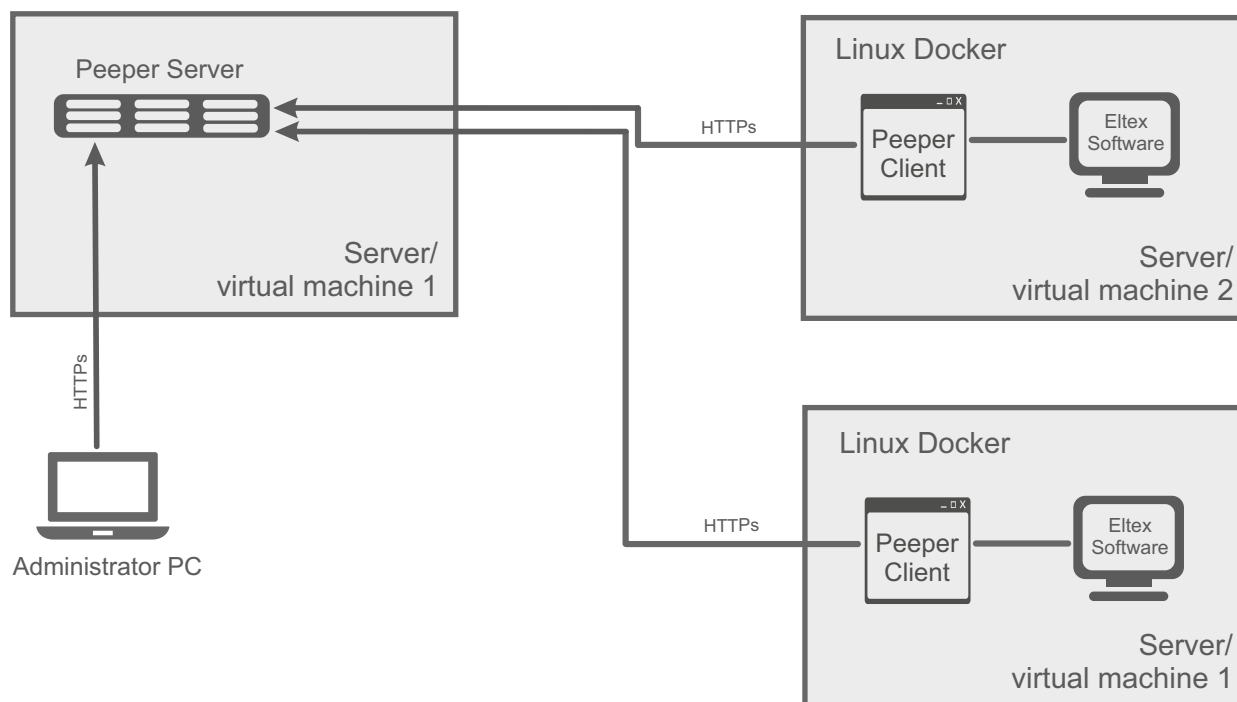 Peeper Server
Server/
virtual machine 1
HTTPs
Administrator PC
HTTPs
Linux Docker
Peeper
Client
Eltex
Software
Server/
virtual machine 2
HTTPs
Linux Docker
Peeper
Client
Eltex
Software
Server/
virtual machine 1